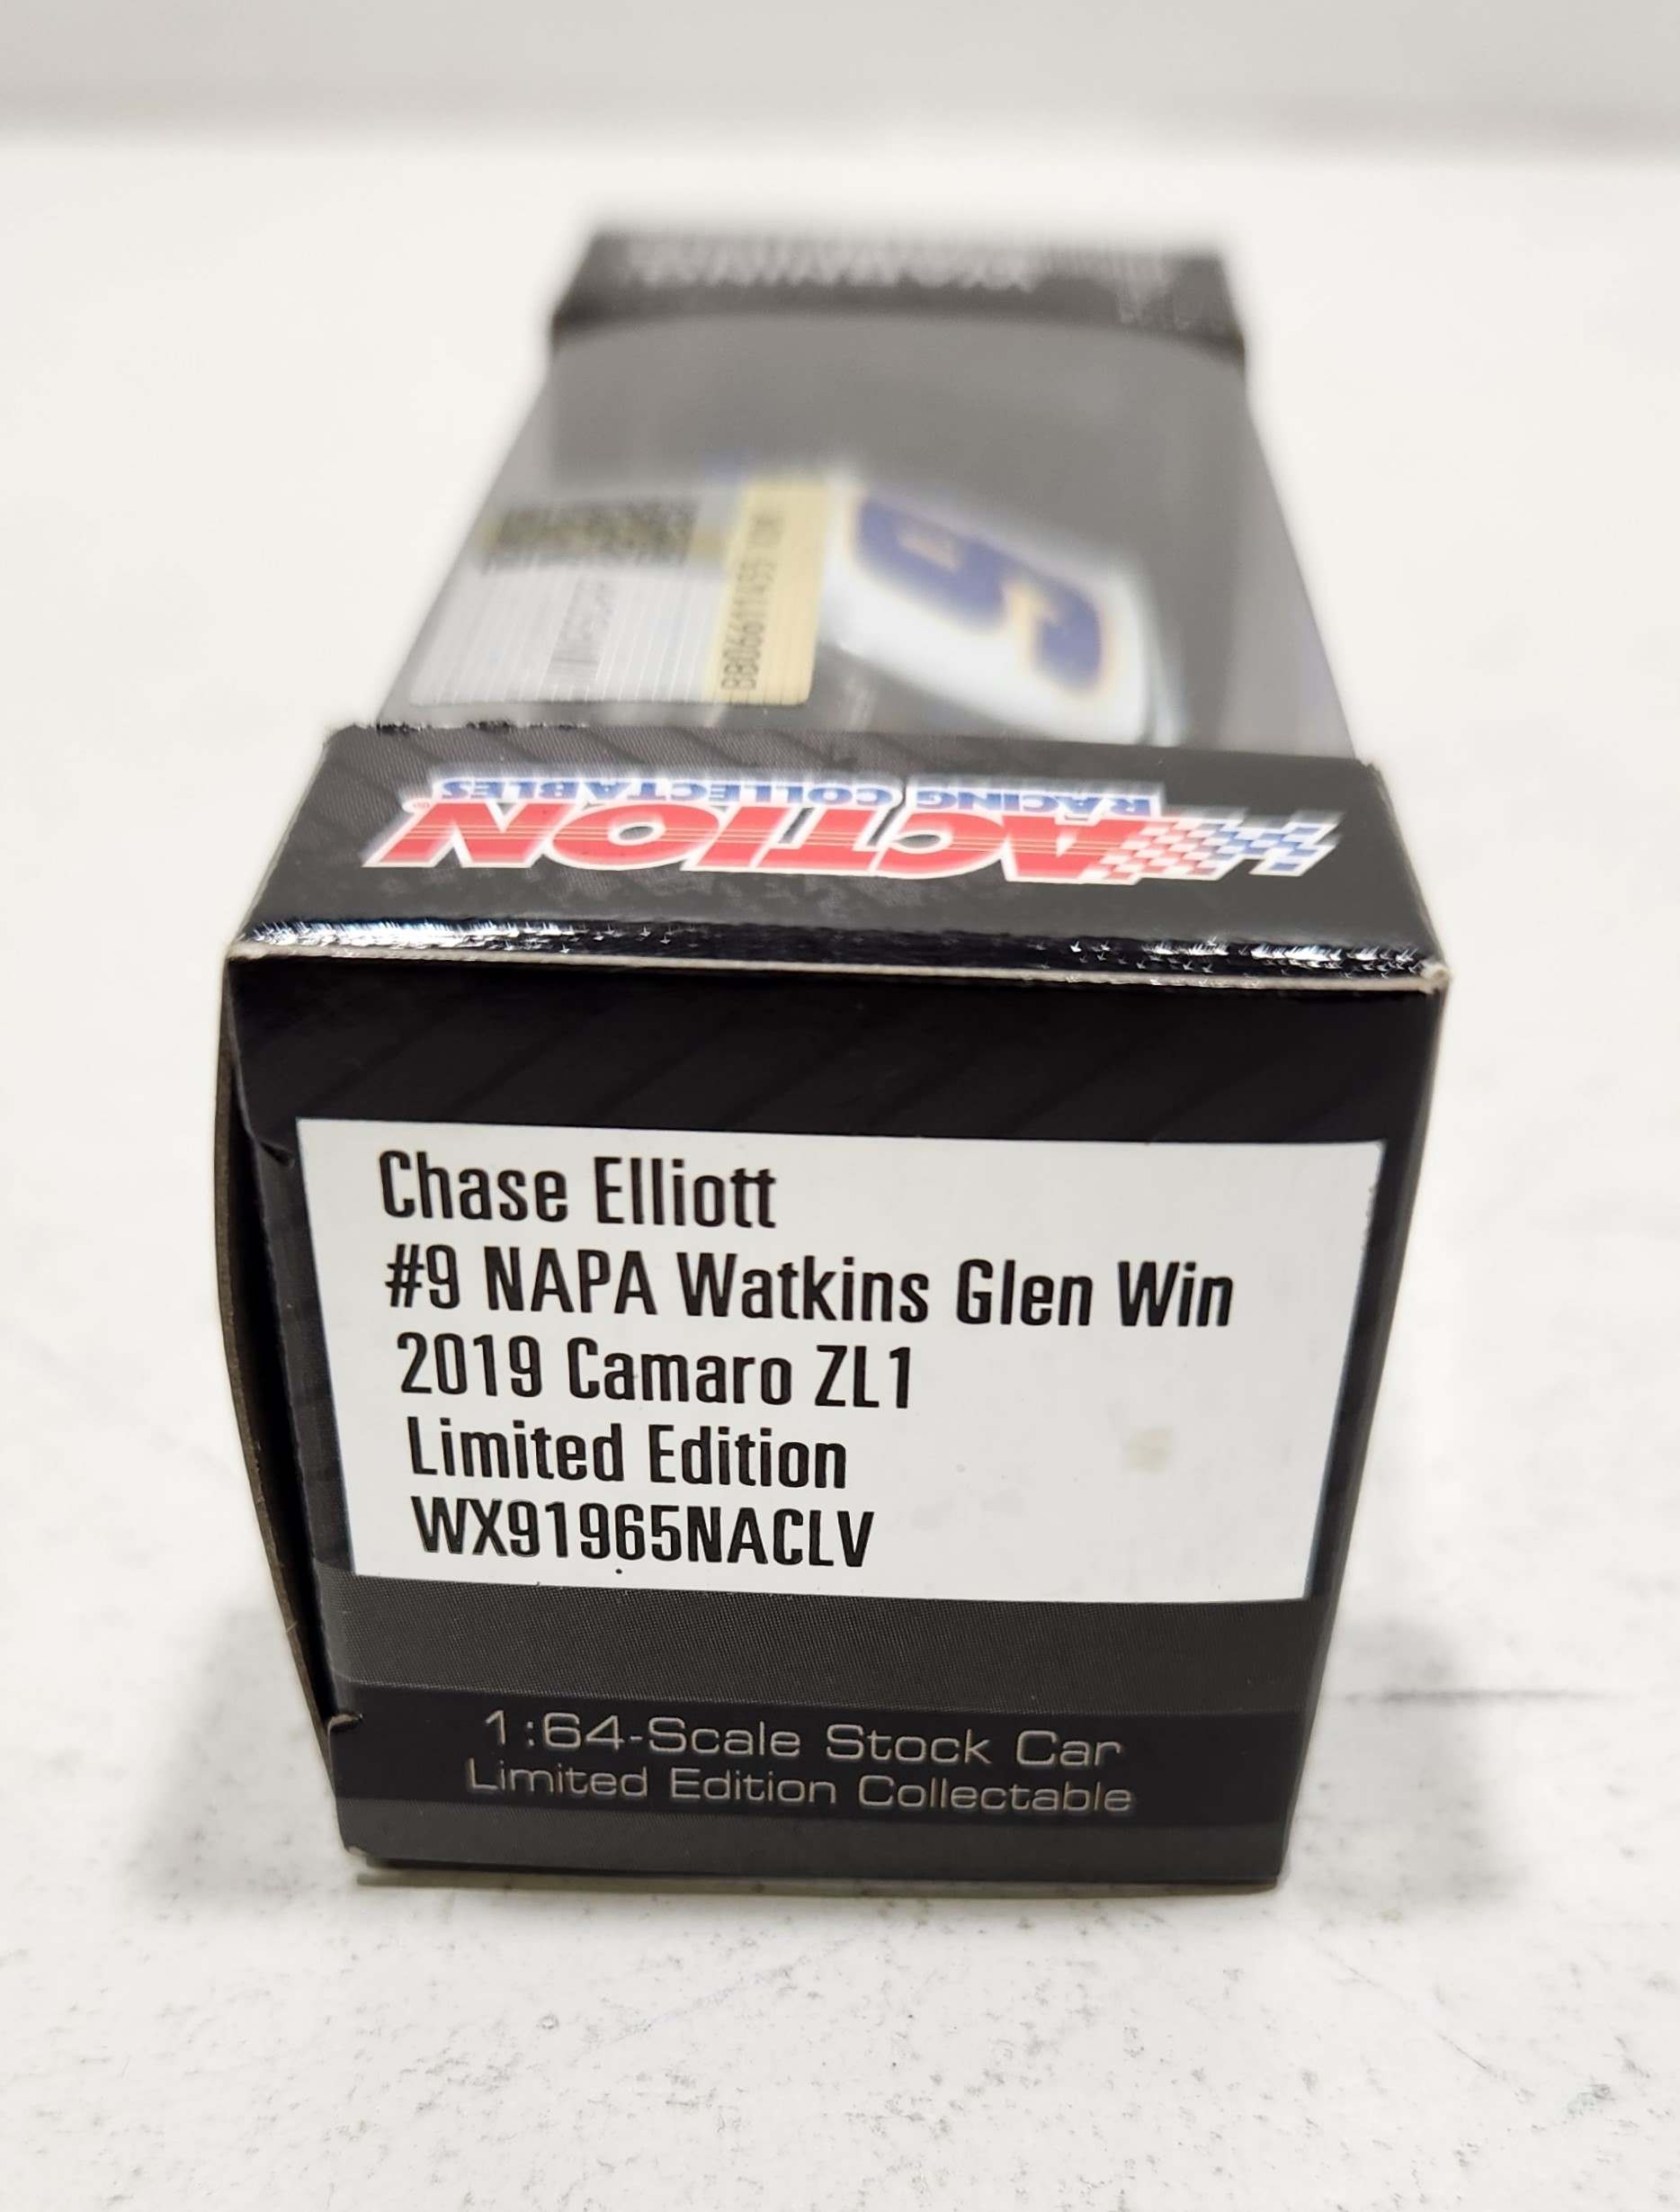 ACTION®
RACING COLLECTABLES
Chase Elliott
#9 NAPA Watkins Glen Win
2019 Camaro ZL1
Limited Edition
WX91965NACLV
1:64-Scale Stock Car
Limited Edition Collectable
9